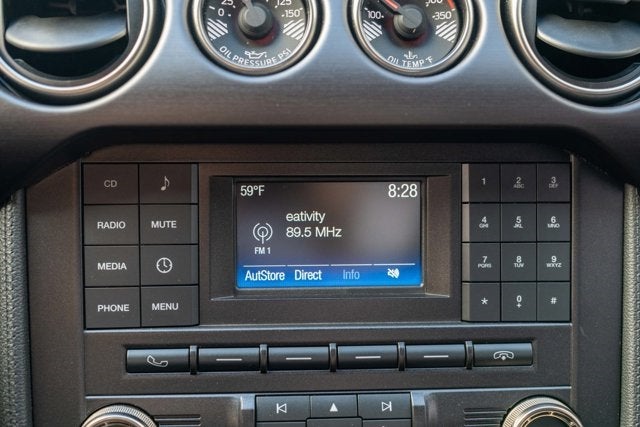 25 125
-150-
OIL PRESSURE PSI
100 300
350
OIL TEMP °F
CD
RADIO MUTE
MEDIA
PHONE MENU
59°F 8:28
eativity
89.5 MHz
FM 1
AutStore Direct Info
1 2 ABC 3 DEF
4 GHI 5 JKL 6 MNO
7 PQRS 8 TUV 9 WXYZ
* 0 + #